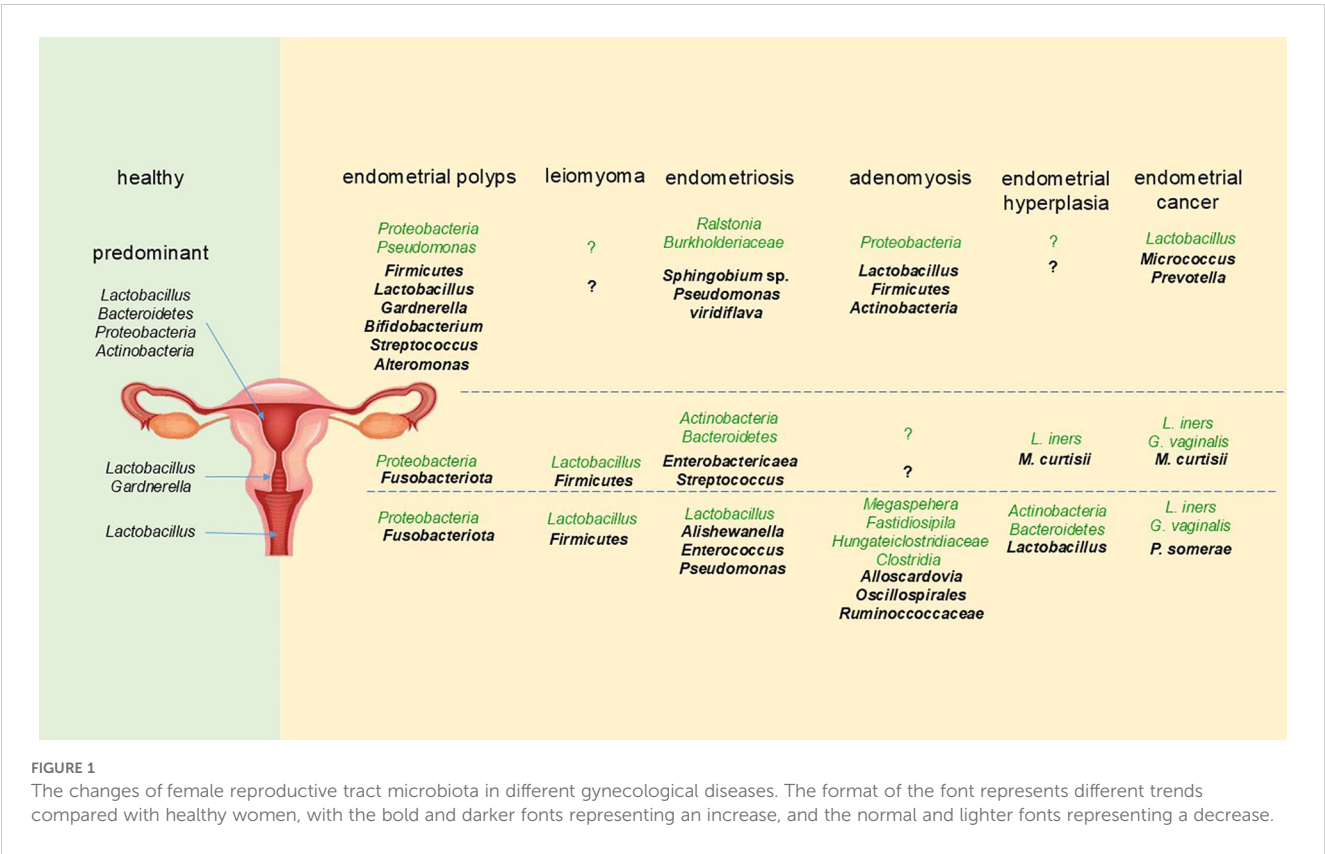 healthy
predominant
Lactobacillus
Bacteroidetes
Proteobacteria
Actinobacteria
Lactobacillus
Gardnerella
Lactobacillus
endometrial polyps
Proteobacteria
Pseudomonas
Firmicutes
Lactobacillus
Gardnerella
Bifidobacterium
Streptococcus
Alteromonas
Proteobacteria
Fusobacteriota
Proteobacteria
Fusobacteriota
leiomyoma
?
?
Lactobacillus
Firmicutes
Lactobacillus
Firmicutes
endometriosis
Ralstonia
Burkholderiaceae
Sphingobium sp.
Pseudomonas
viridiflava
Actinobacteria
Bacteroidetes
Enterobactericaea
Streptococcus
Lactobacillus
Alishewanella
Enterococcus
Pseudomonas
adenomyosis
Proteobacteria
Lactobacillus
Firmicutes
Actinobacteria
?
?
Megaspehera
Fastidiosipila
Hungateiclostridiaceae
Clostridia
Alloscardovia
Oscillospirales
Ruminoccoccaceae
endometrial
hyperplasia
?
?
L. iners
M. curtisii
Actinobacteria
Bacteroidetes
Lactobacillus
endometrial
cancer
Lactobacillus
Micrococcus
Prevotella
L. iners
G. vaginalis
M. curtisii
L. iners
G. vaginalis
P. somerae
FIGURE 1
The changes of female reproductive tract microbiota in different gynecological diseases. The format of the font represents different trends
compared with healthy women, with the bold and darker fonts representing an increase, and the normal and lighter fonts representing a decrease.